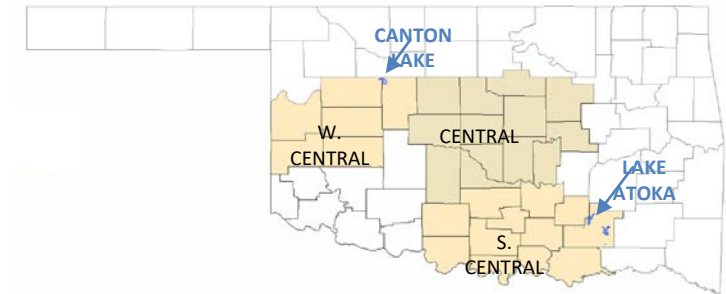 CANTON
LAKE
W.
CENTRAL
CENTRAL
LAKE
ATOKA
S.
CENTRAL